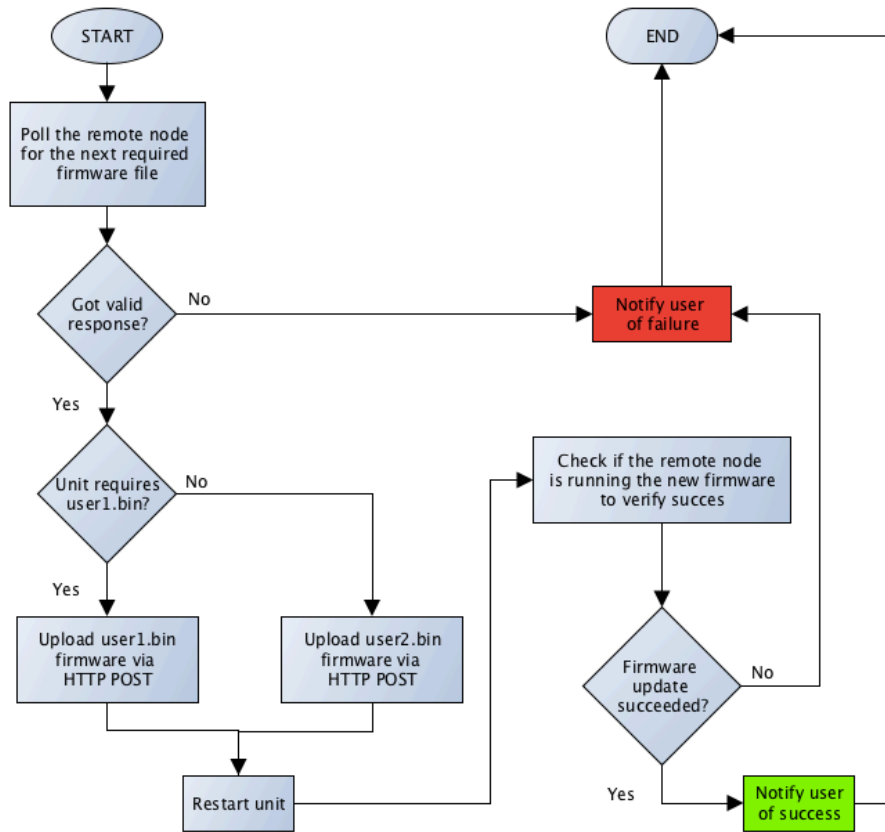 START
END
Poll the remote node
for the next required
firmware file
Got valid
response?
No
Notify user
of failure
Yes
Unit requires
user1.bin?
No
Check if the remote node
is running the new firmware
to verify succes
Yes
Upload user1.bin
firmware via
HTTP POST
Upload user2.bin
firmware via
HTTP POST
Firmware
update
succeeded?
No
Restart unit
Yes
Notify user
of success